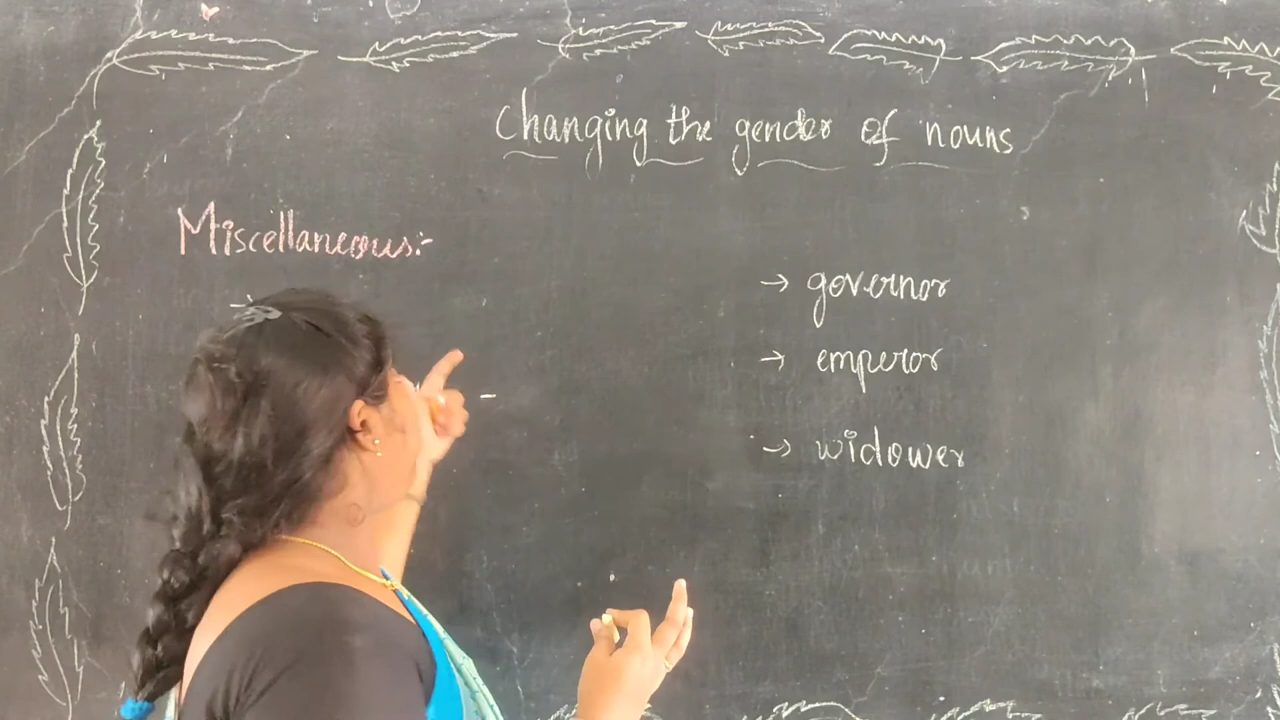 Changing the gender of nouns
Miscellaneous:-
→ governor
→ emperor
→ widower